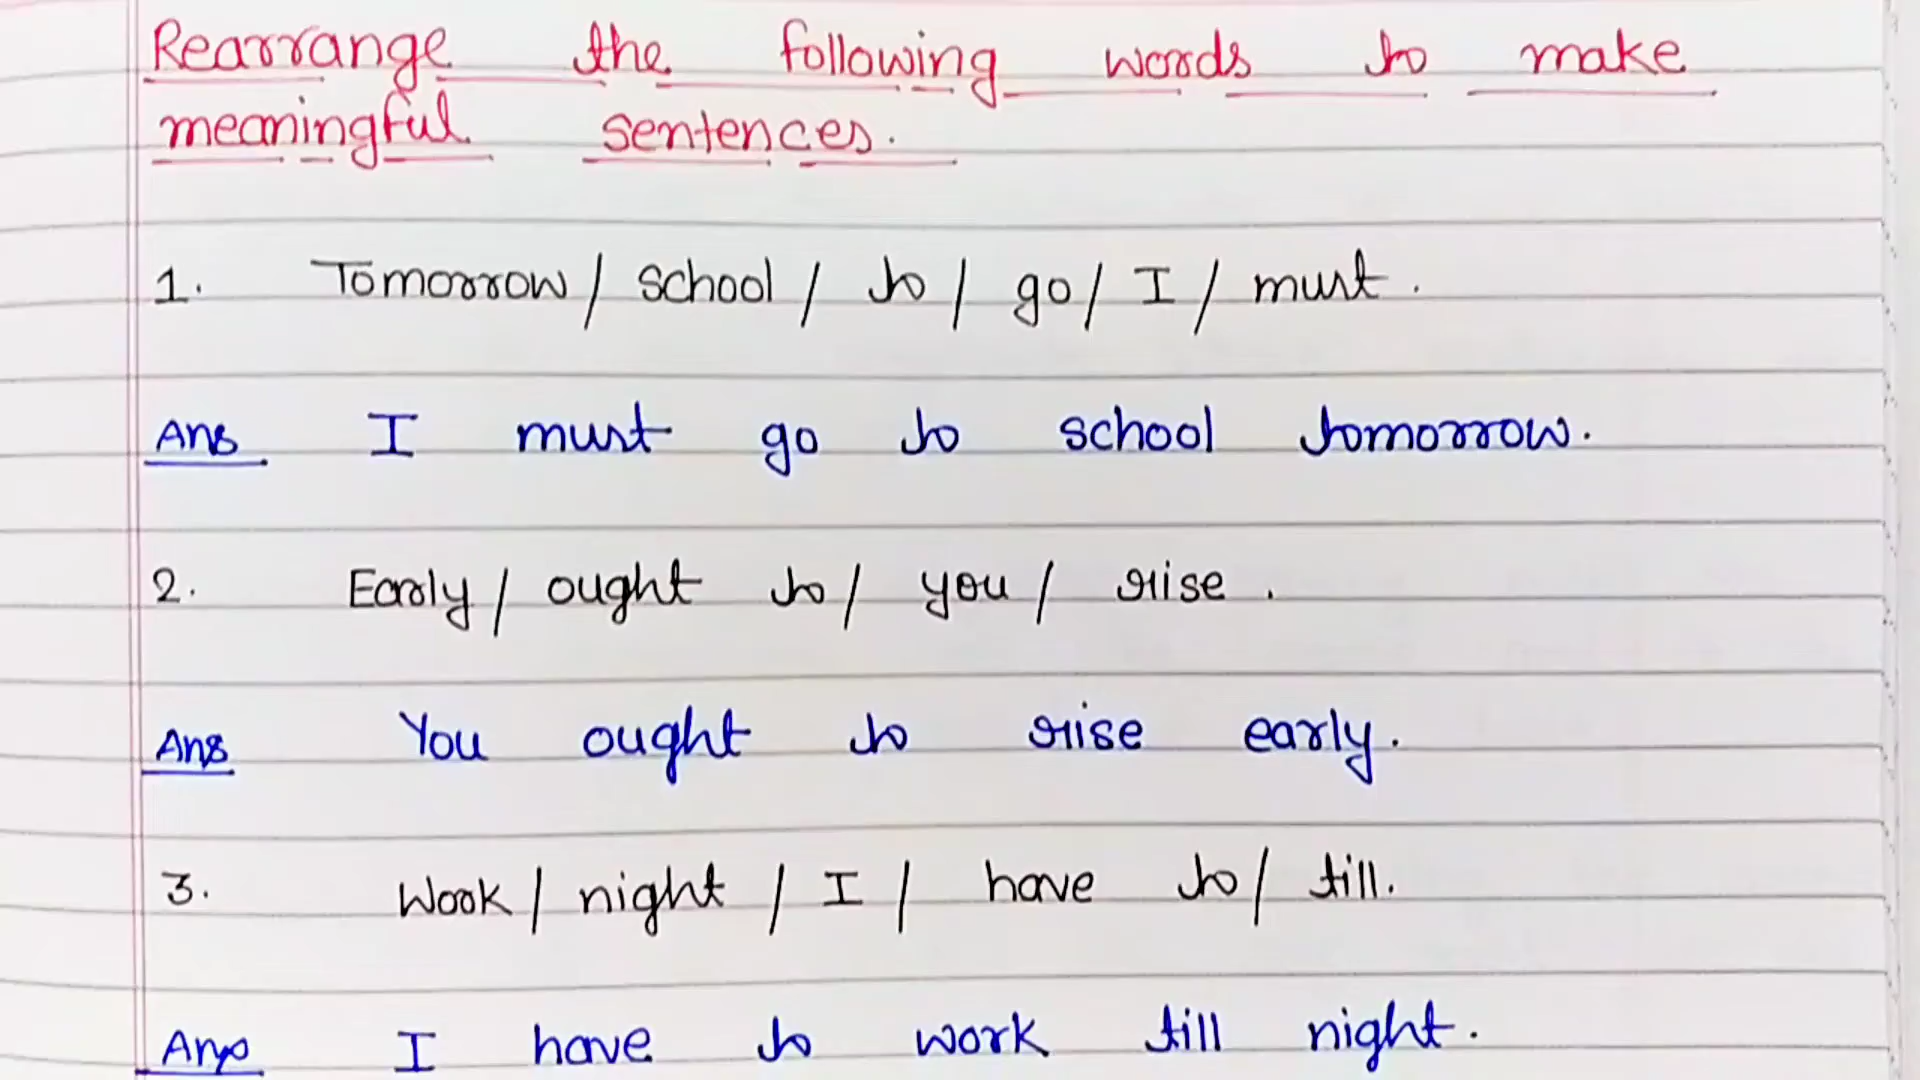 Rearrange the following words to make
meaningful sentences.
1. Tomorrow / school / to / go / I / must.
Ans I must go to school tomorrow.
2. Early / ought to / you / rise.
Ans You ought to rise early.
3. Work / night / I / have to / till.
Ans I have to work till night.